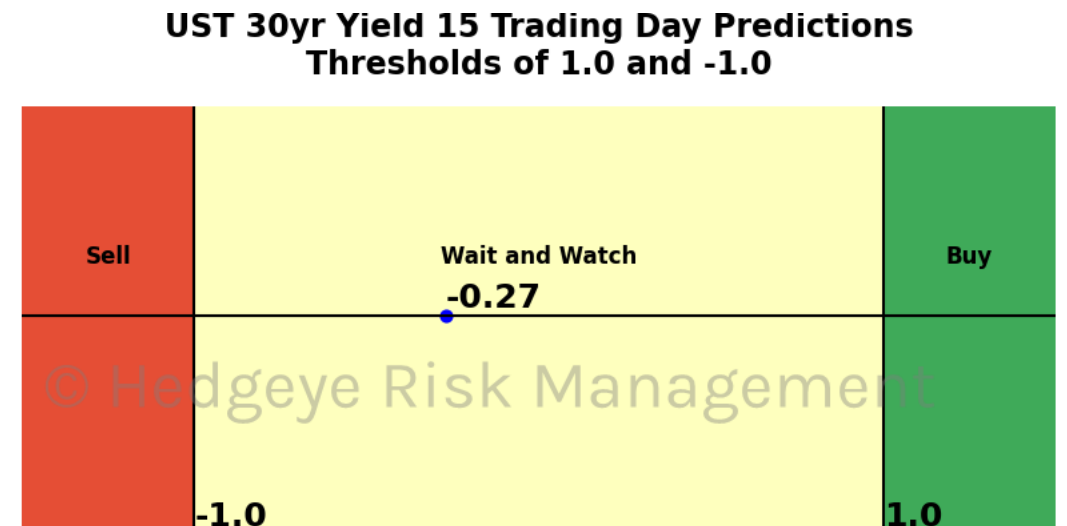 UST 30yr Yield 15 Trading Day Predictions
Thresholds of 1.0 and -1.0
Sell
Wait and Watch
Buy
-0.27
© Hedgeye Risk Management
-1.0
1.0